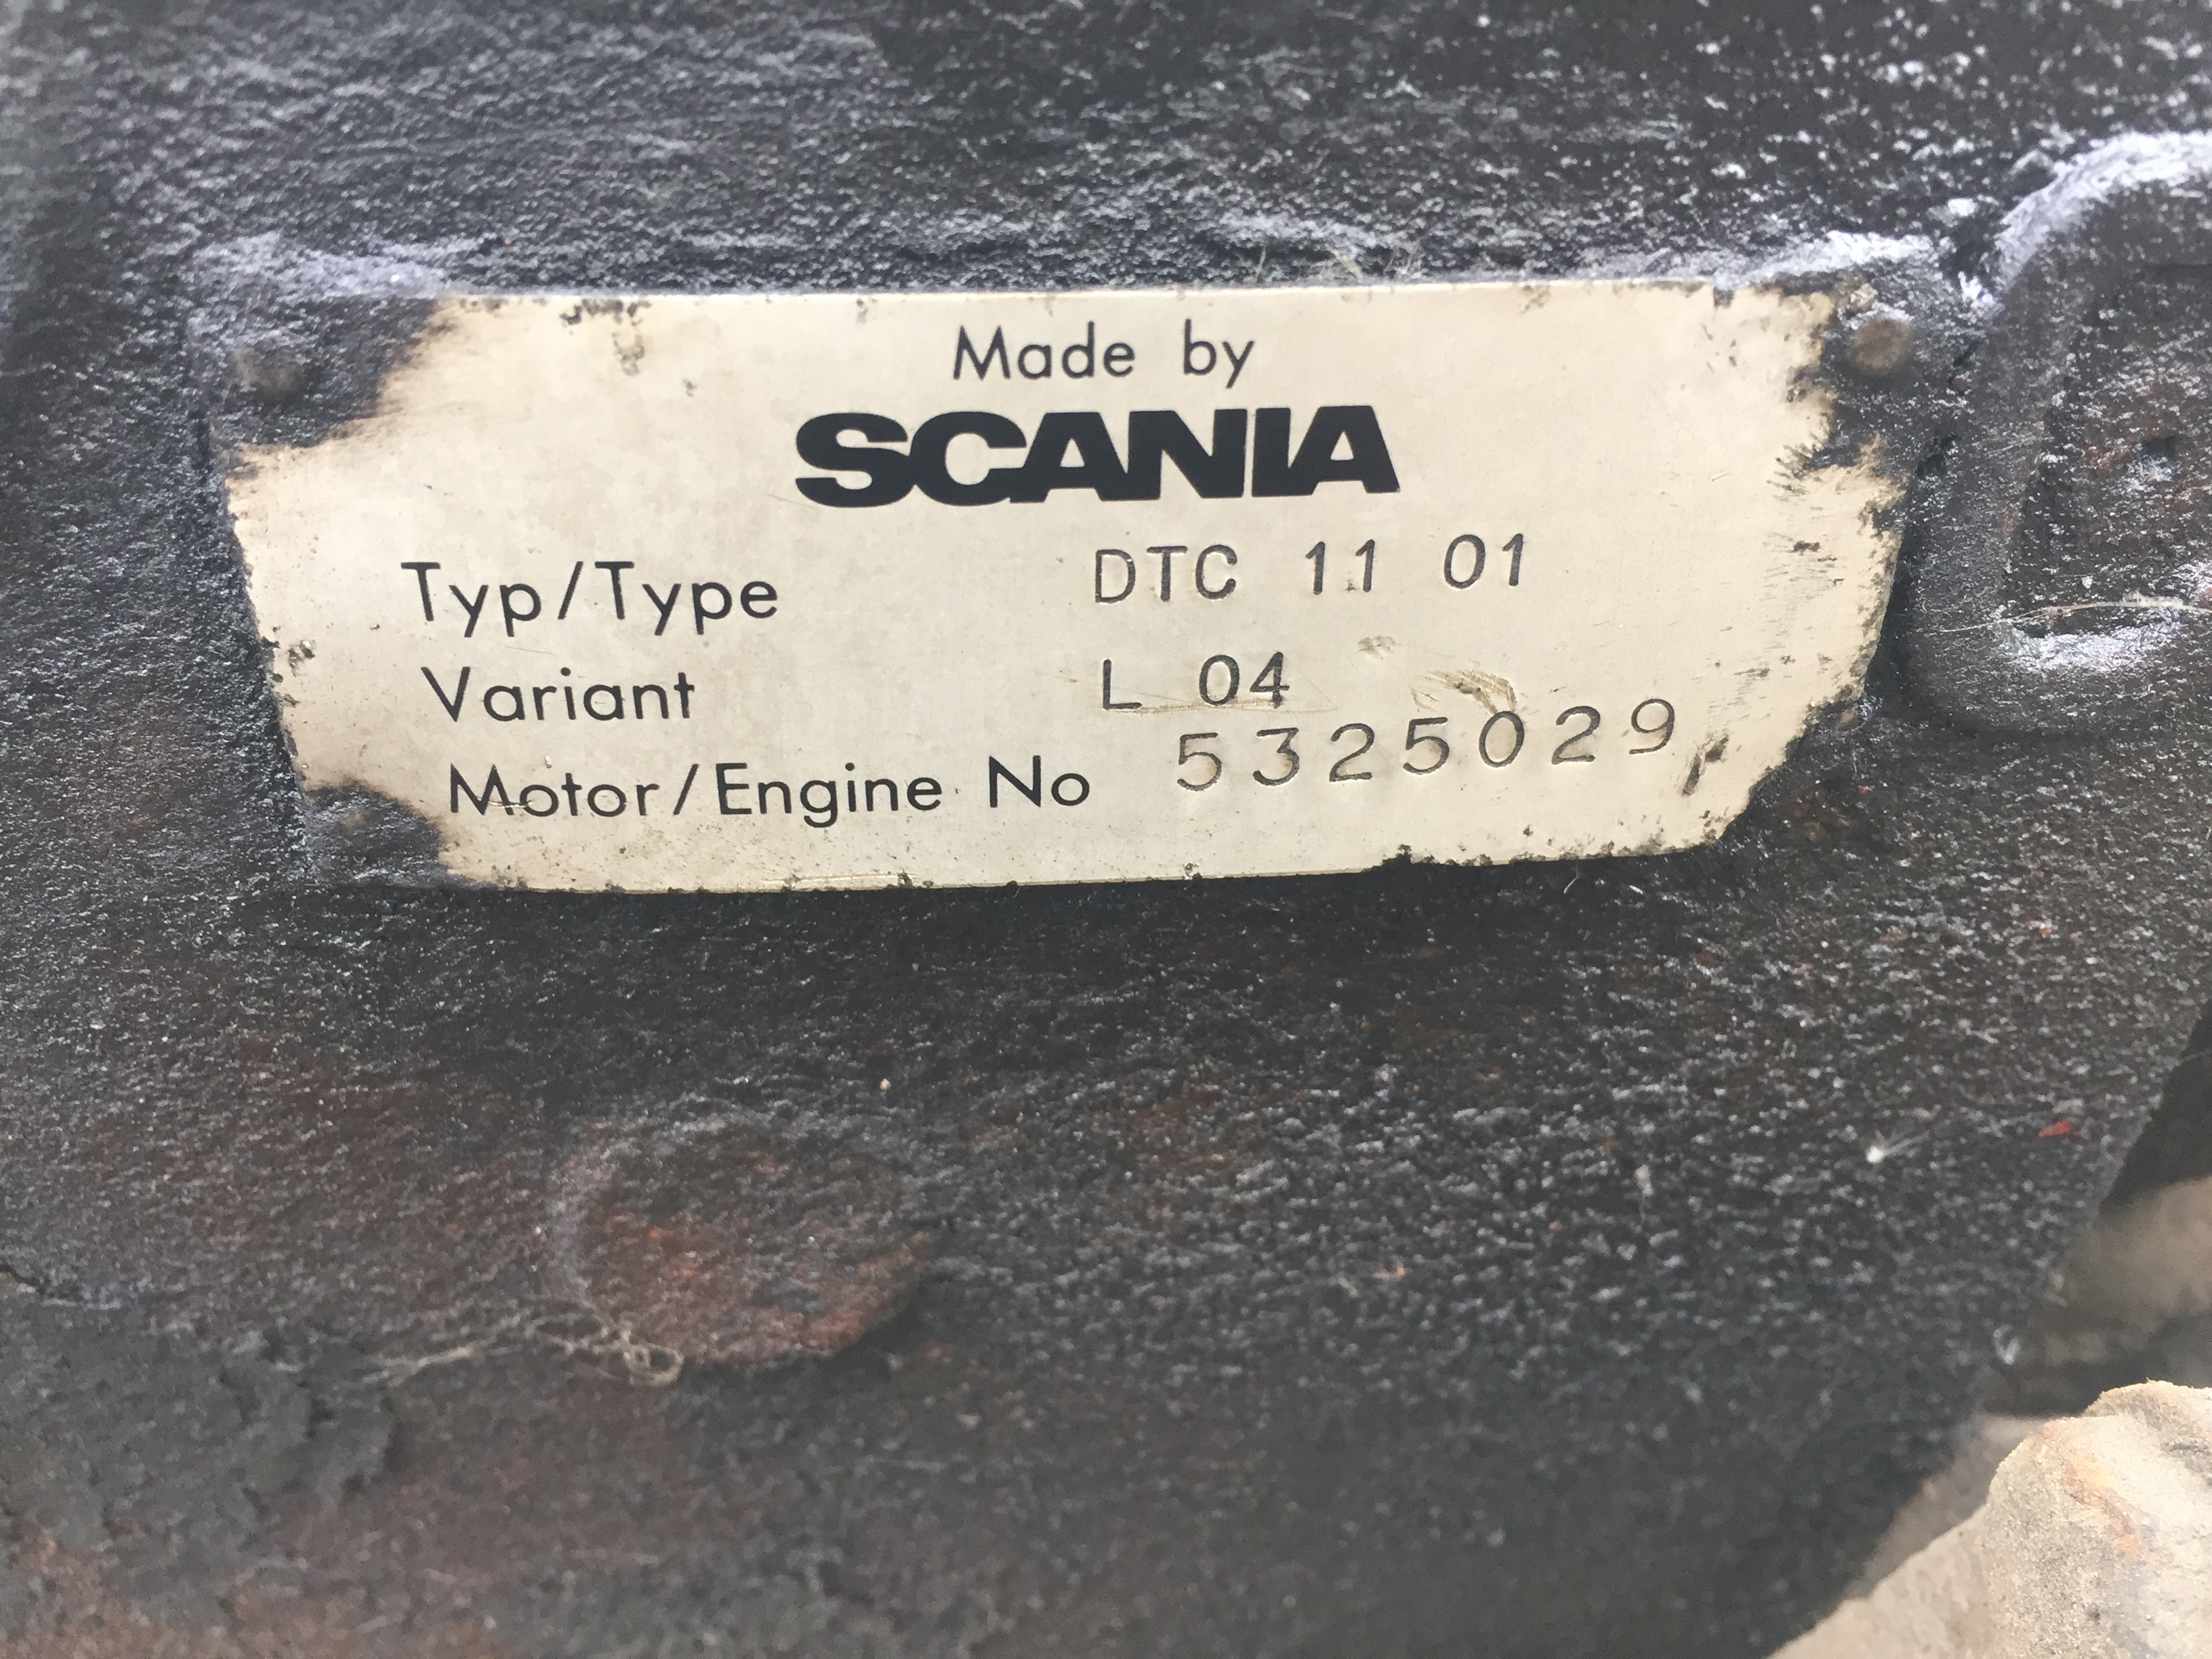 Made by
SCANIA
Typ/Type DTC 11 01
Variant L 04
Motor/Engine No 5325029